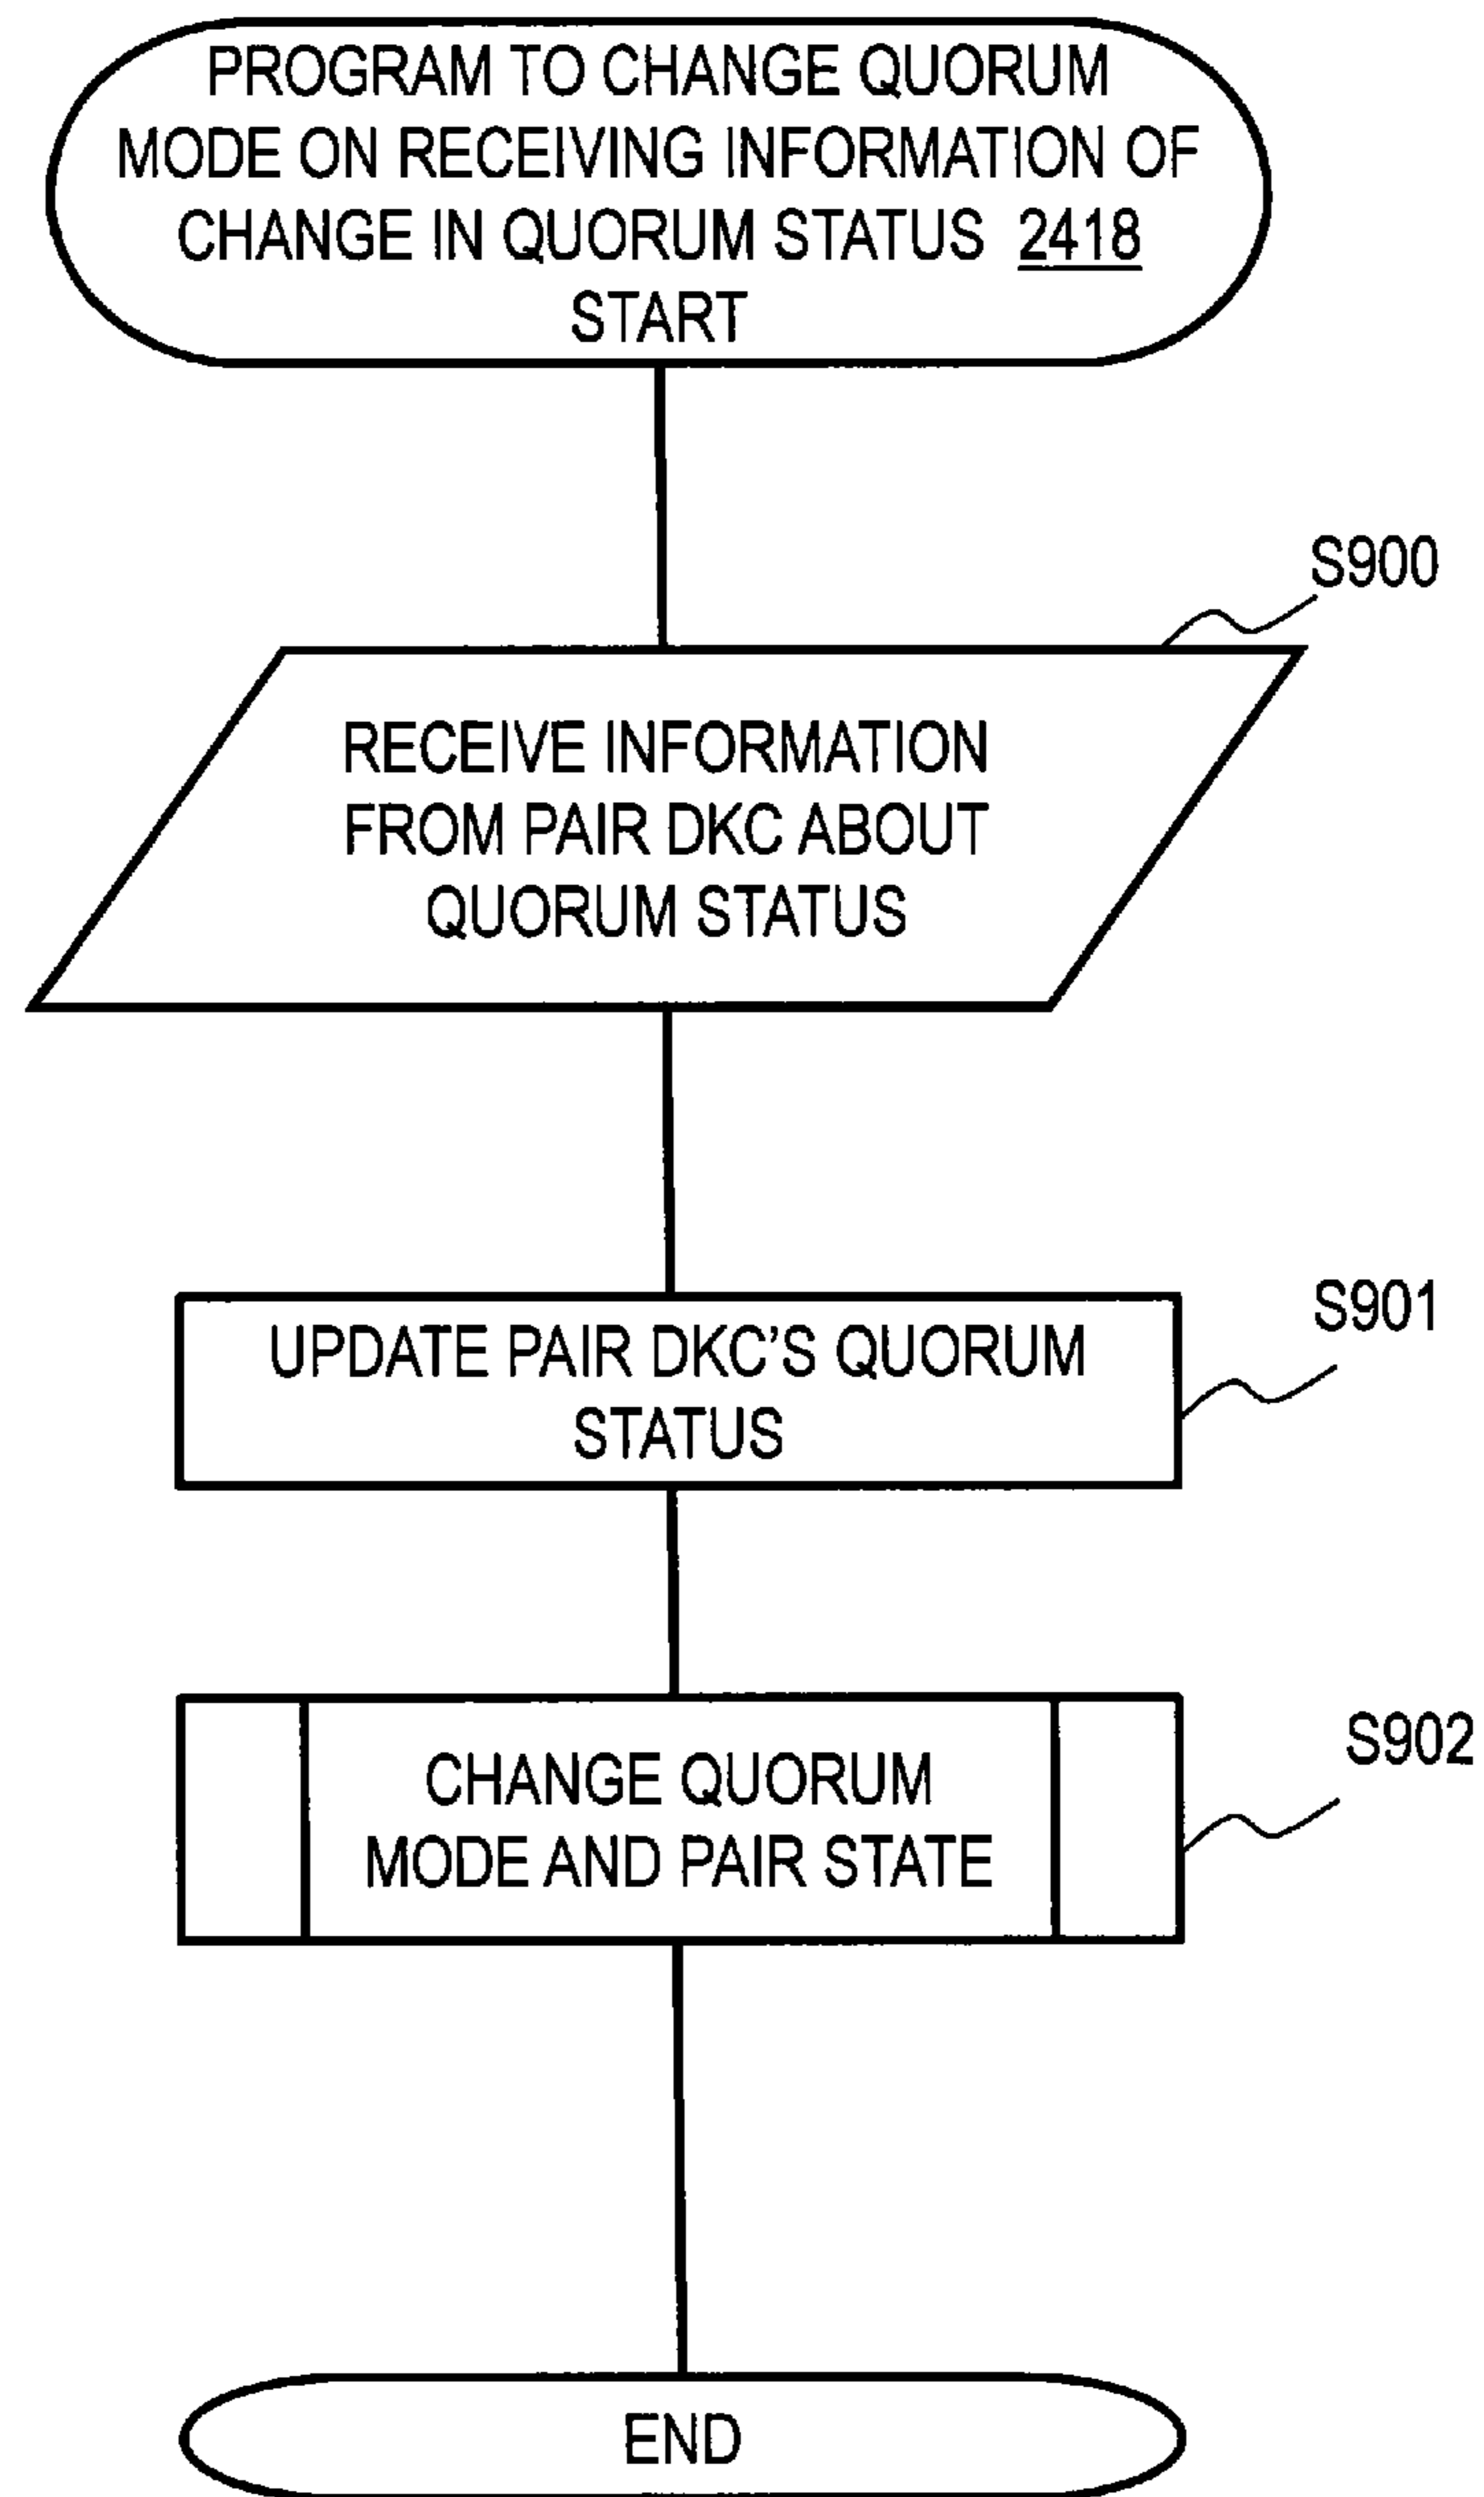 PROGRAM TO CHANGE QUORUM
MODE ON RECEIVING INFORMATION OF
CHANGE IN QUORUM STATUS 2418
START
S900
RECEIVE INFORMATION
FROM PAIR DKC ABOUT
QUORUM STATUS
S901
UPDATE PAIR DKC'S QUORUM
STATUS
S902
CHANGE QUORUM
MODE AND PAIR STATE
END